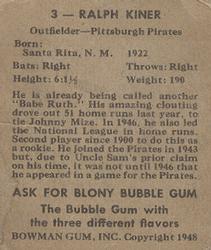 3 — RALPH KINER
Outfielder—Pittsburgh Pirates
Born:
Santa Rita, N. M. 1922
Bats: Right Throws: Right
Height: 6:1½ Weight: 190
He is already being called another
"Babe Ruth." His amazing clouting
drove out 51 home runs last year, to
tie Johnny Mize. In 1946, he also led
the National League in home runs.
Second player since 1900 to do this as
a rookie. He joined the Pirates in 1943
but, due to Uncle Sam's prior claim
on his time, it was not until 1946 that
he appeared in a game for the Pirates.
ASK FOR BLONY BUBBLE GUM
The Bubble Gum with
the three different flavors
BOWMAN GUM, INC. Copyright 1948